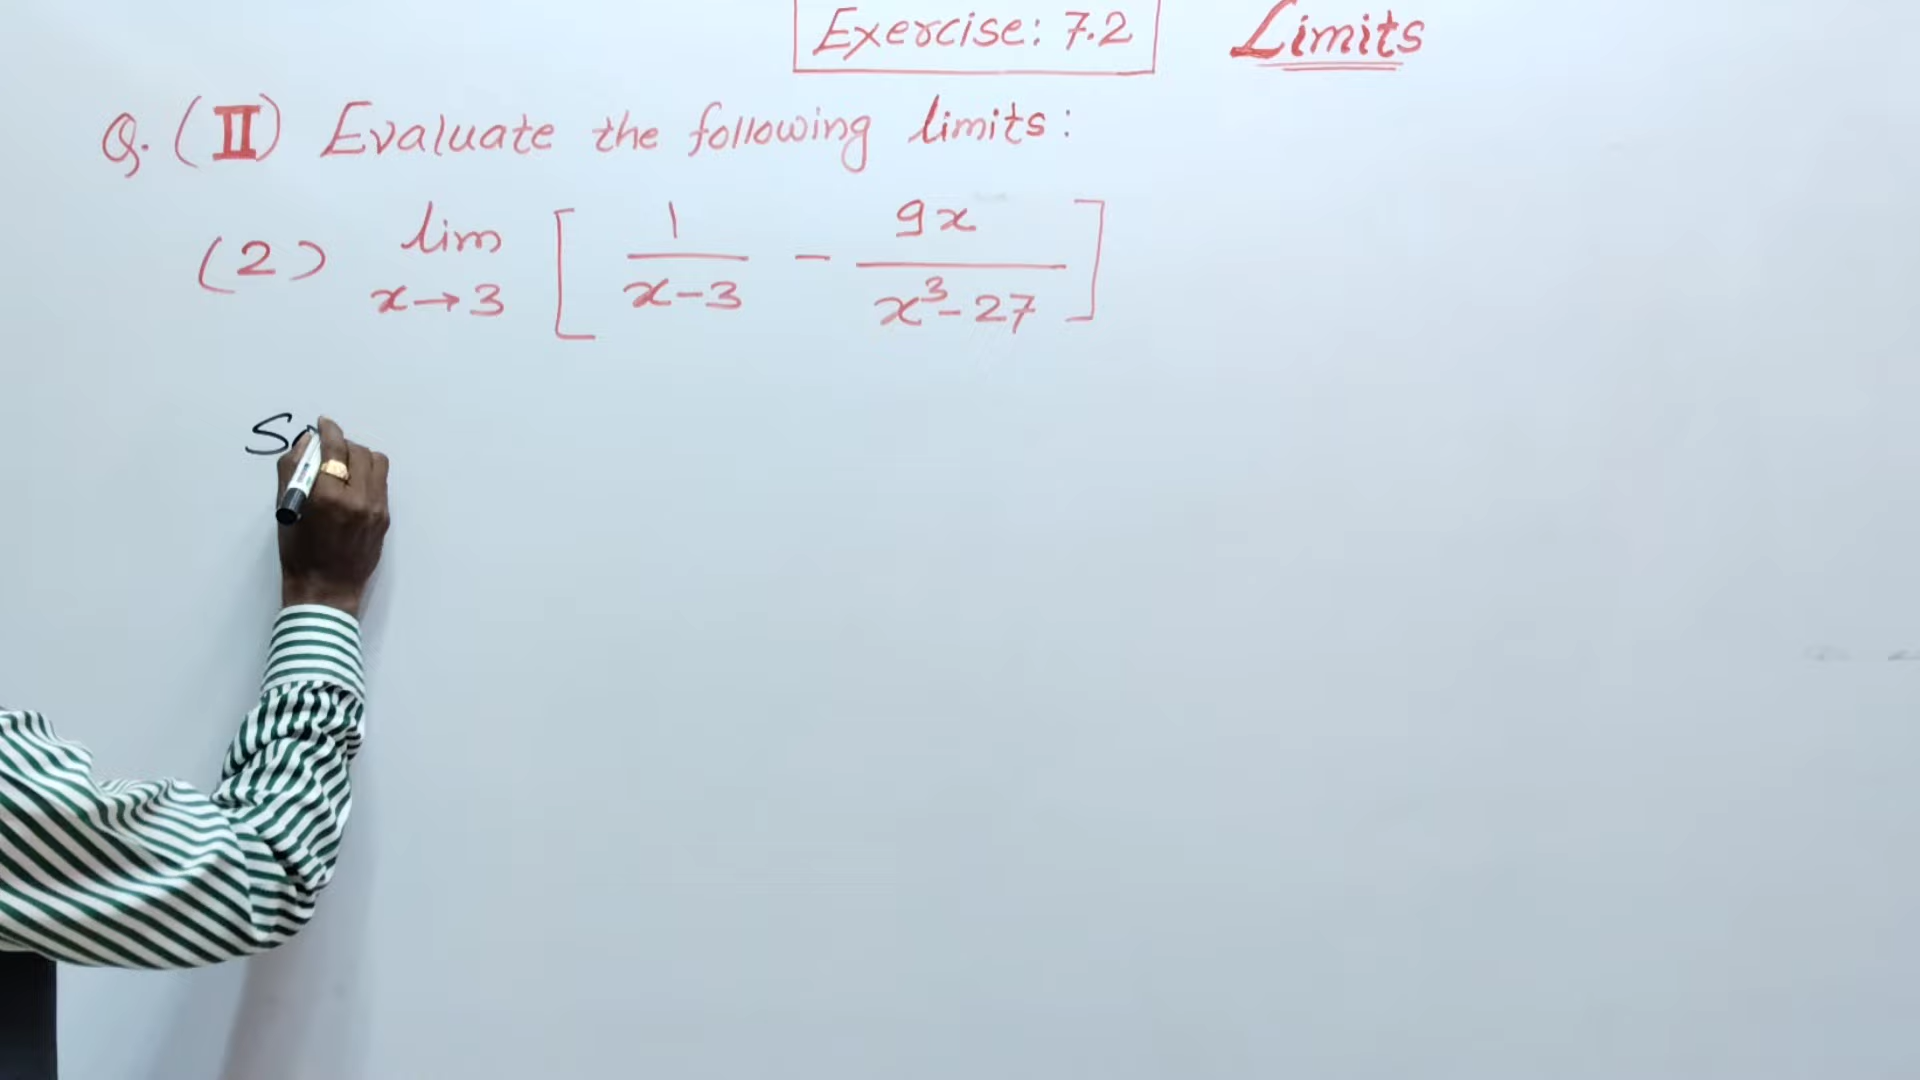 Exercise: 7.2 Limits
Q. (II) Evaluate the following limits:
(2) lim x→3 [ 1/(x-3) - 9x/(x³-27) ]